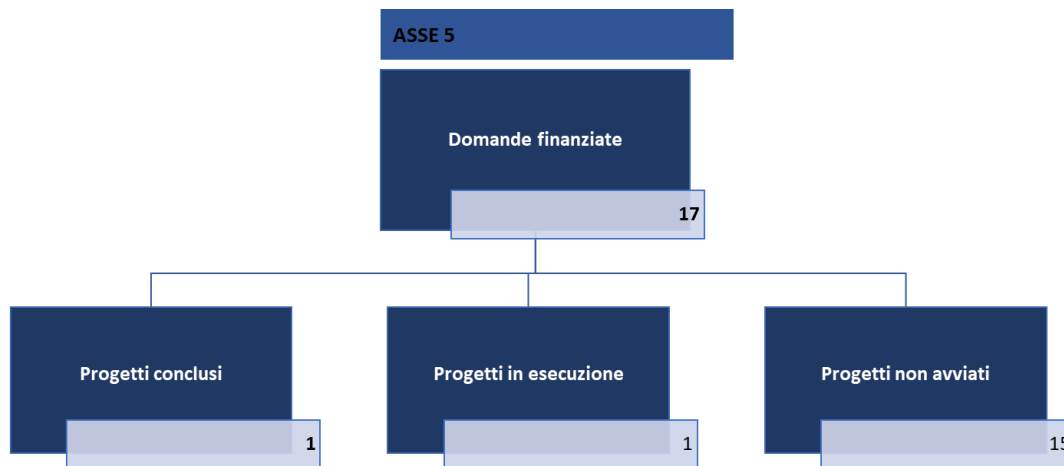 ASSE 5
Domande finanziate
17
Progetti conclusi
1
Progetti in esecuzione
1
Progetti non avviati
15